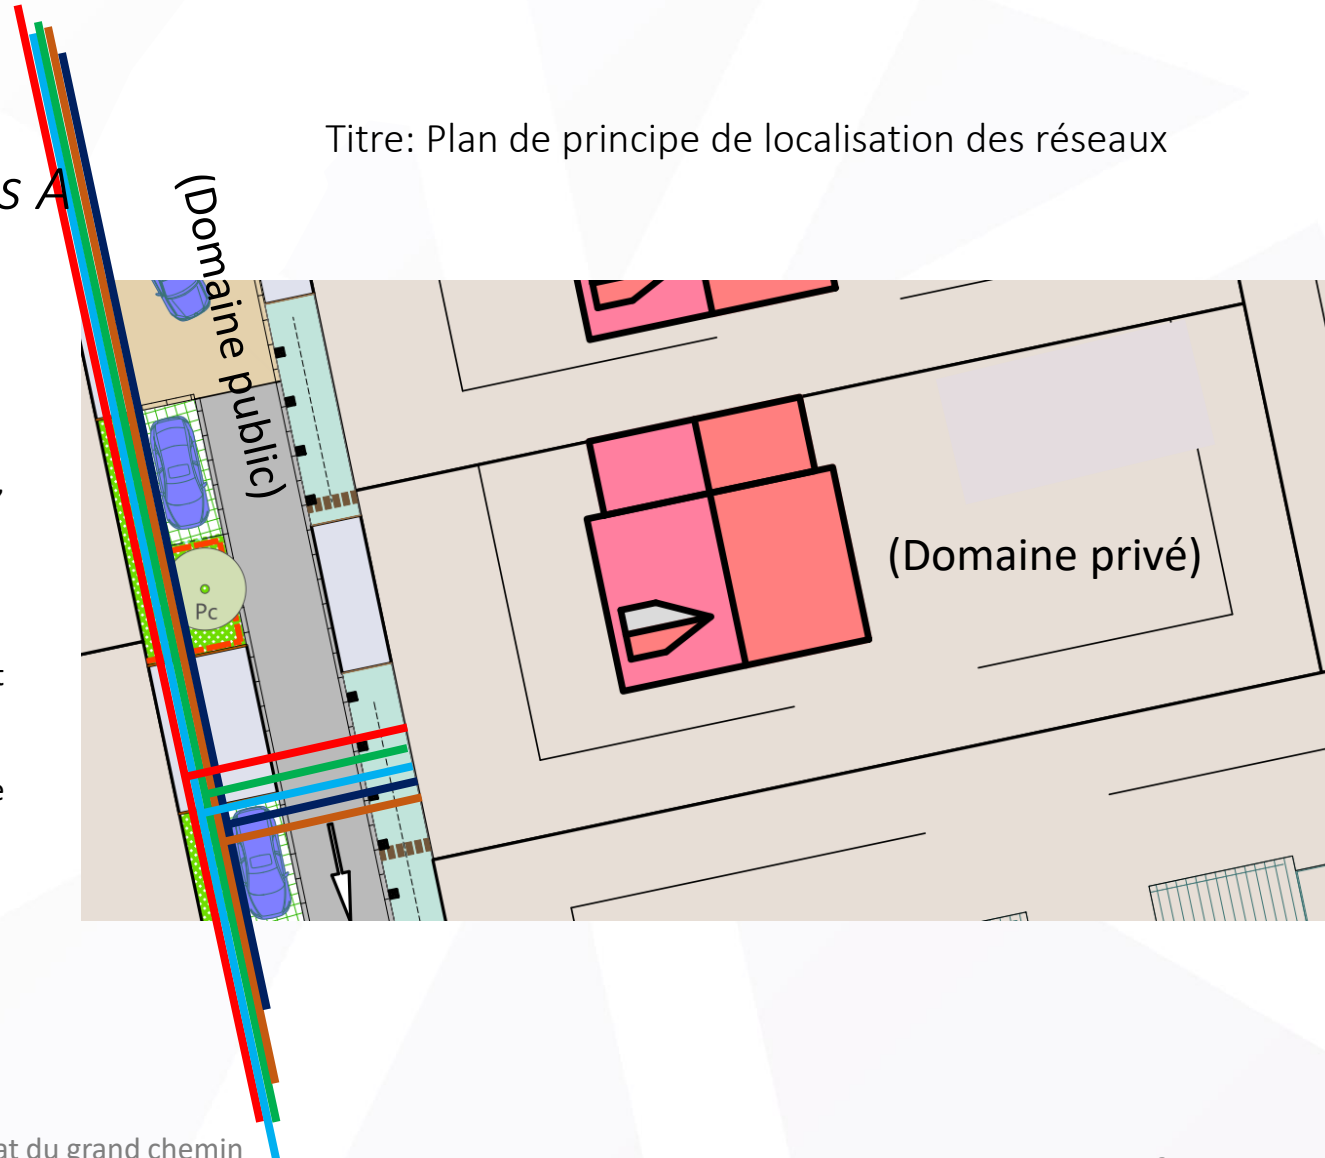 Titre: Plan de principe de localisation des réseaux
s A
(Domaine public)
(Domaine privé)
Pc
t
e
at du grand chemin